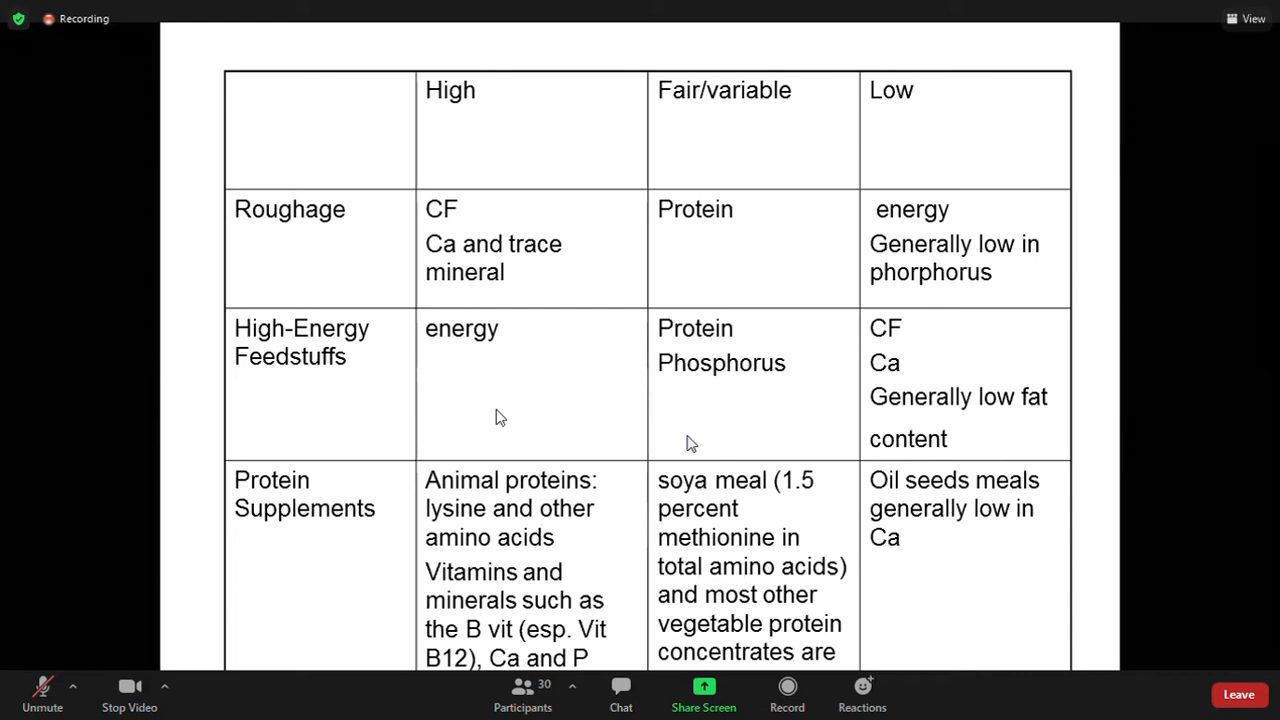 Recording
View
High
Fair/variable
Low
Roughage
CF
Ca and trace
mineral
Protein
energy
Generally low in
phorphorus
High-Energy
Feedstuffs
energy
Protein
Phosphorus
CF
Ca
Generally low fat
content
Protein
Supplements
Animal proteins:
lysine and other
amino acids
Vitamins and
minerals such as
the B vit (esp. Vit
B12), Ca and P
soya meal (1.5
percent
methionine in
total amino acids)
and most other
vegetable protein
concentrates are
Oil seeds meals
generally low in
Ca
Unmute
Stop Video
30
Participants
Chat
Share Screen
Record
Reactions
Leave